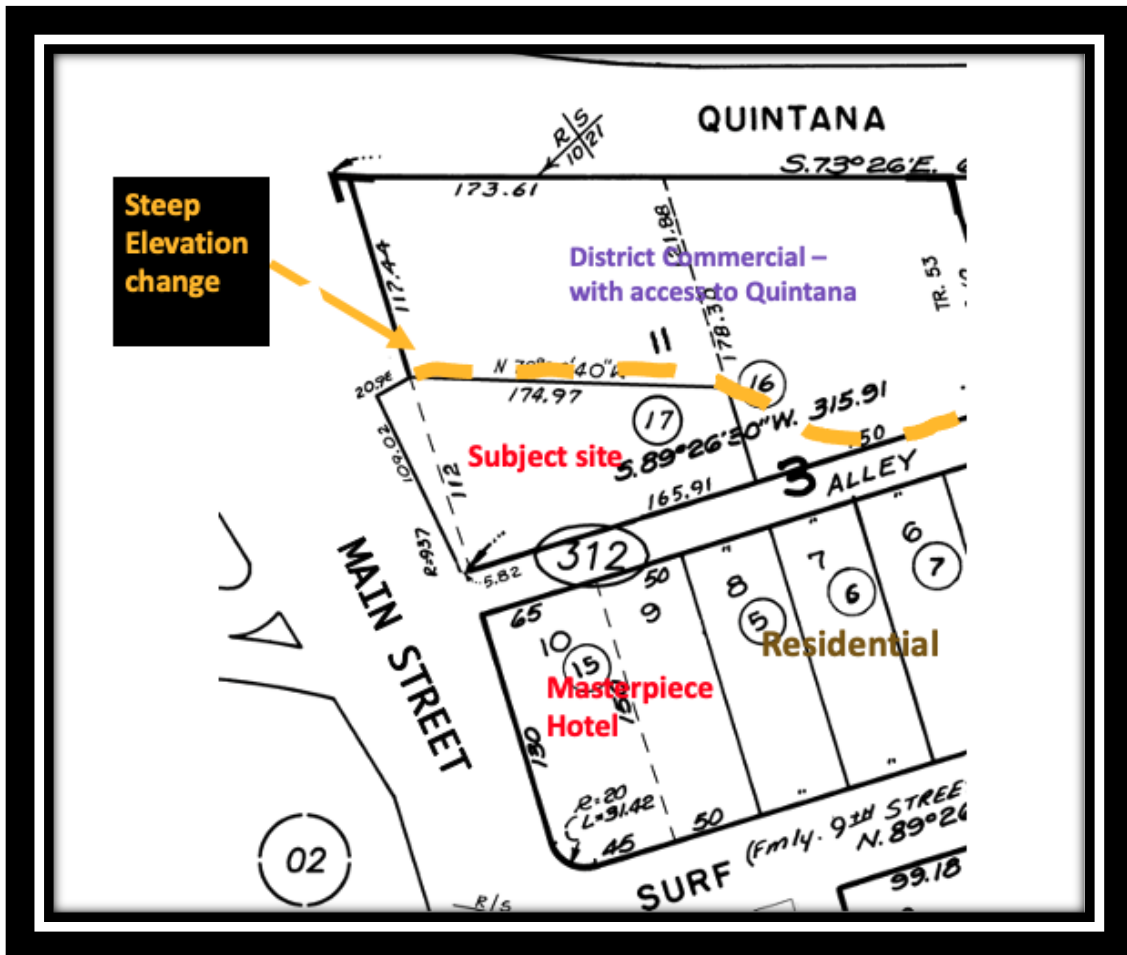 QUINTANA
R/S
10/21
S.73°26'E. 6
173.61
Steep
Elevation
change
117.44
121.88
District Commercial –
with access to Quintana
178.30
TR. 53
11
174.97
20.98
16
17
S.89°26'50"W. 315.91
Subject site
109.02
112
165.91
150
3 ALLEY
R=937
5.82
312
MAIN STREET
65
50
10
15
9
8
5
7
6
6
7
Residential
Masterpiece
Hotel
130
R=20
L=31.42
45
50
SURF (Fmly. 9TH STREE
N. 89°26
99.18
02
R/S